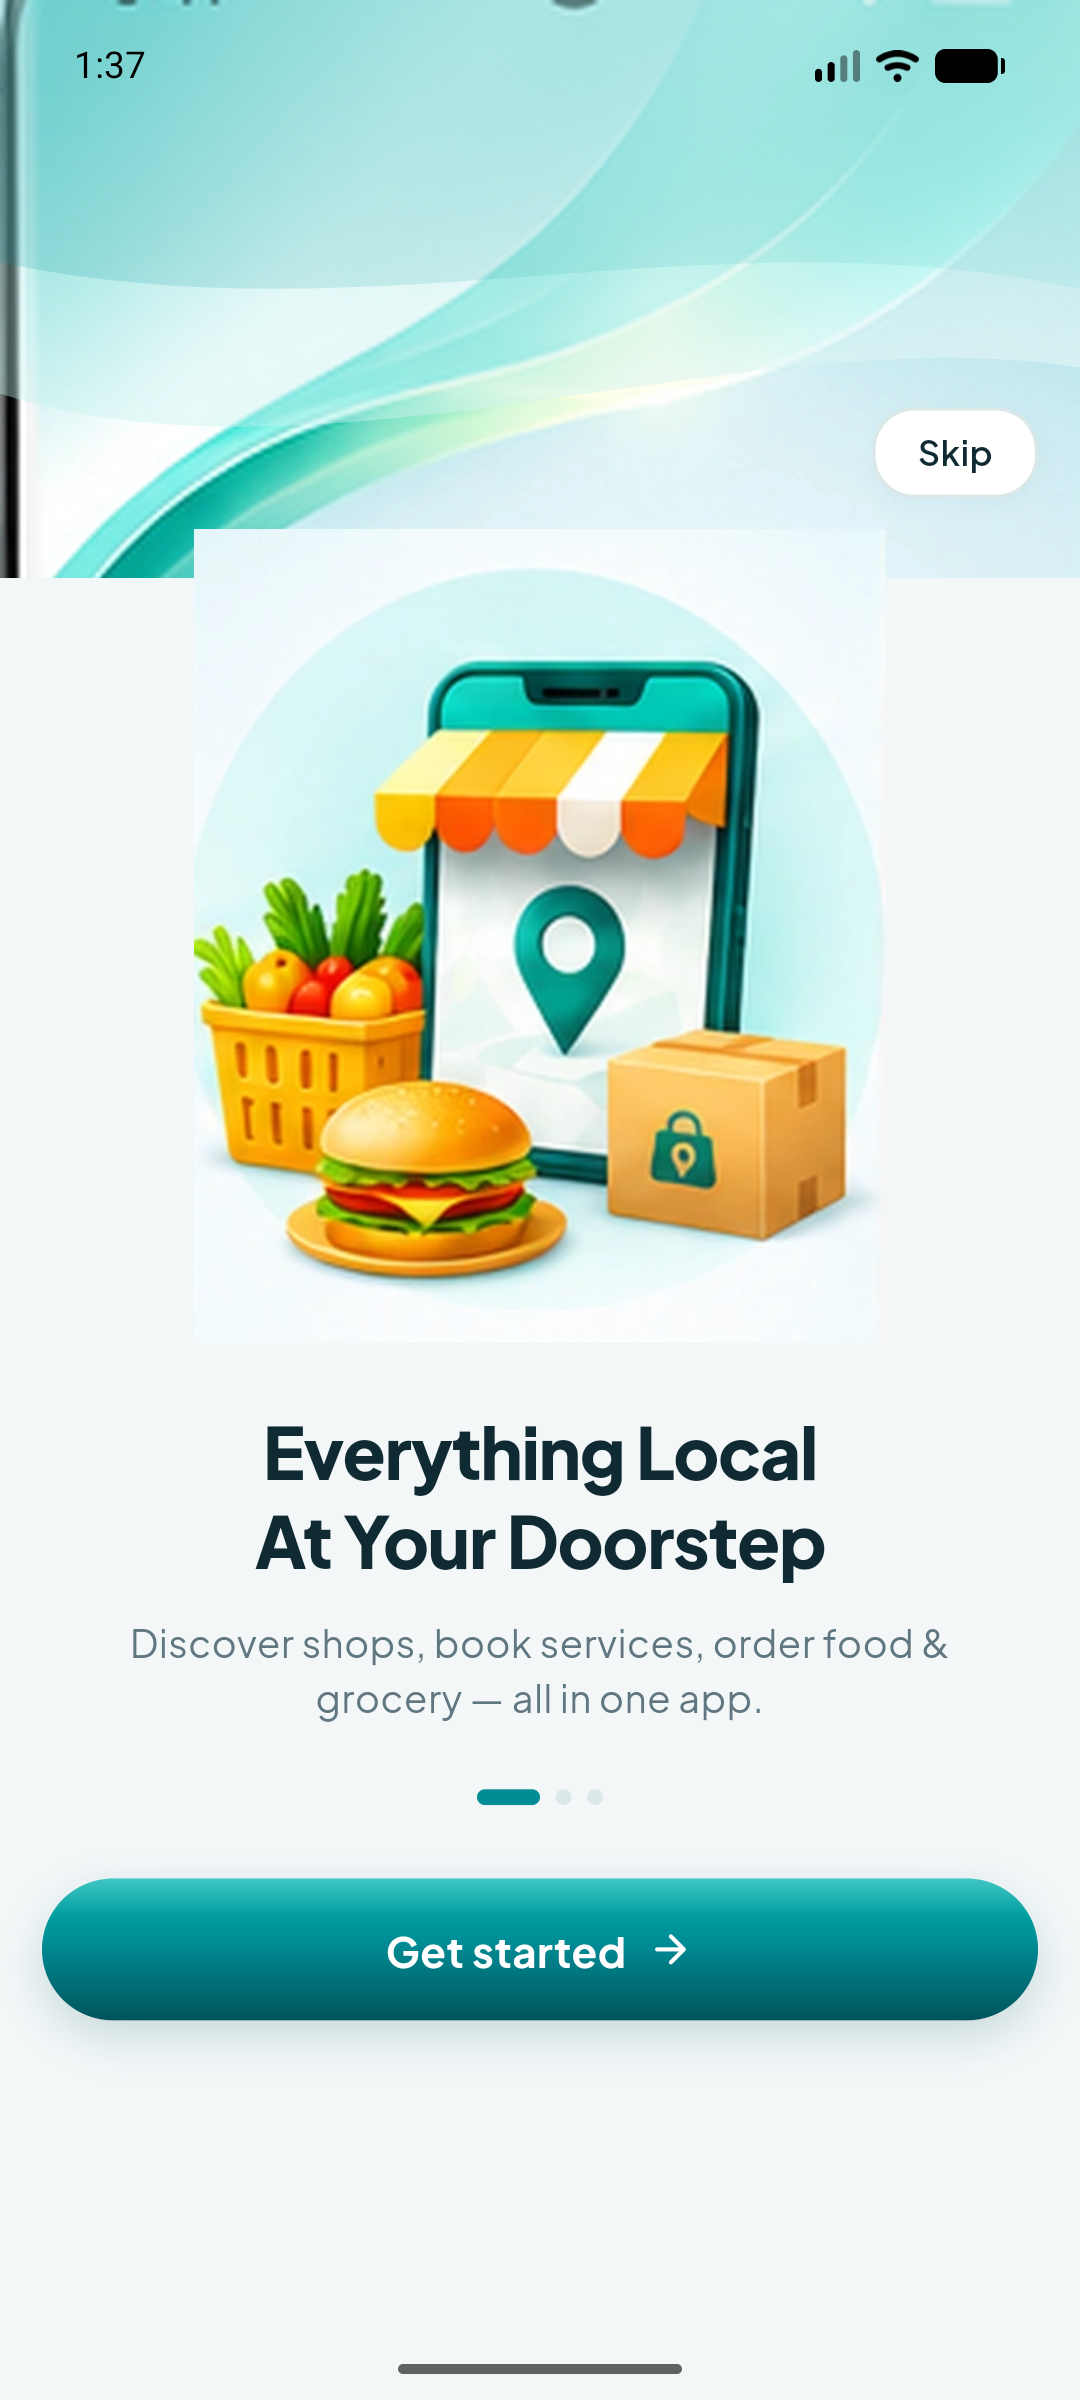 1:37
Skip
Everything Local
At Your Doorstep
Discover shops, book services, order food &
grocery — all in one app.
Get started